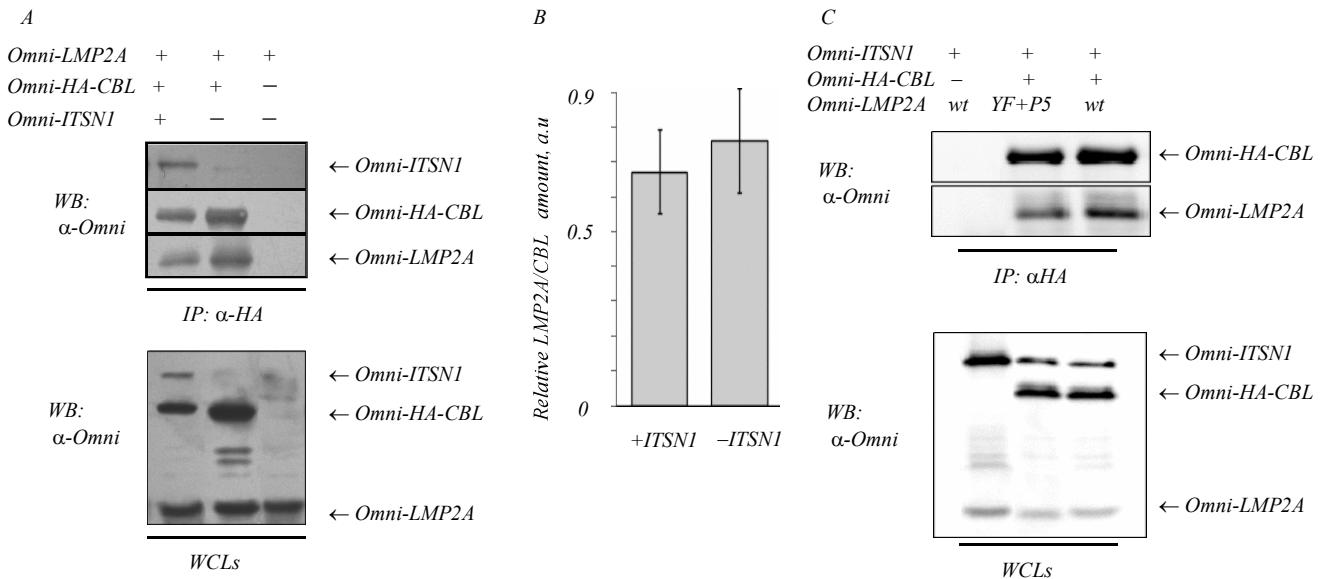 A
Omni-LMP2A + + +
Omni-HA-CBL + + –
Omni-ITSN1 + – –
WB:
α-Omni
← Omni-ITSN1
← Omni-HA-CBL
← Omni-LMP2A
IP: α-HA
WB:
α-Omni
← Omni-ITSN1
← Omni-HA-CBL
← Omni-LMP2A
WCLs
B
Relative LMP2A/CBL amount, a.u
0.9
0.5
0
+ITSN1 –ITSN1
C
Omni-ITSN1 + + +
Omni-HA-CBL – + +
Omni-LMP2A wt YF+P5 wt
WB:
α-Omni
← Omni-HA-CBL
← Omni-LMP2A
IP: αHA
WB:
α-Omni
← Omni-ITSN1
← Omni-HA-CBL
← Omni-LMP2A
WCLs